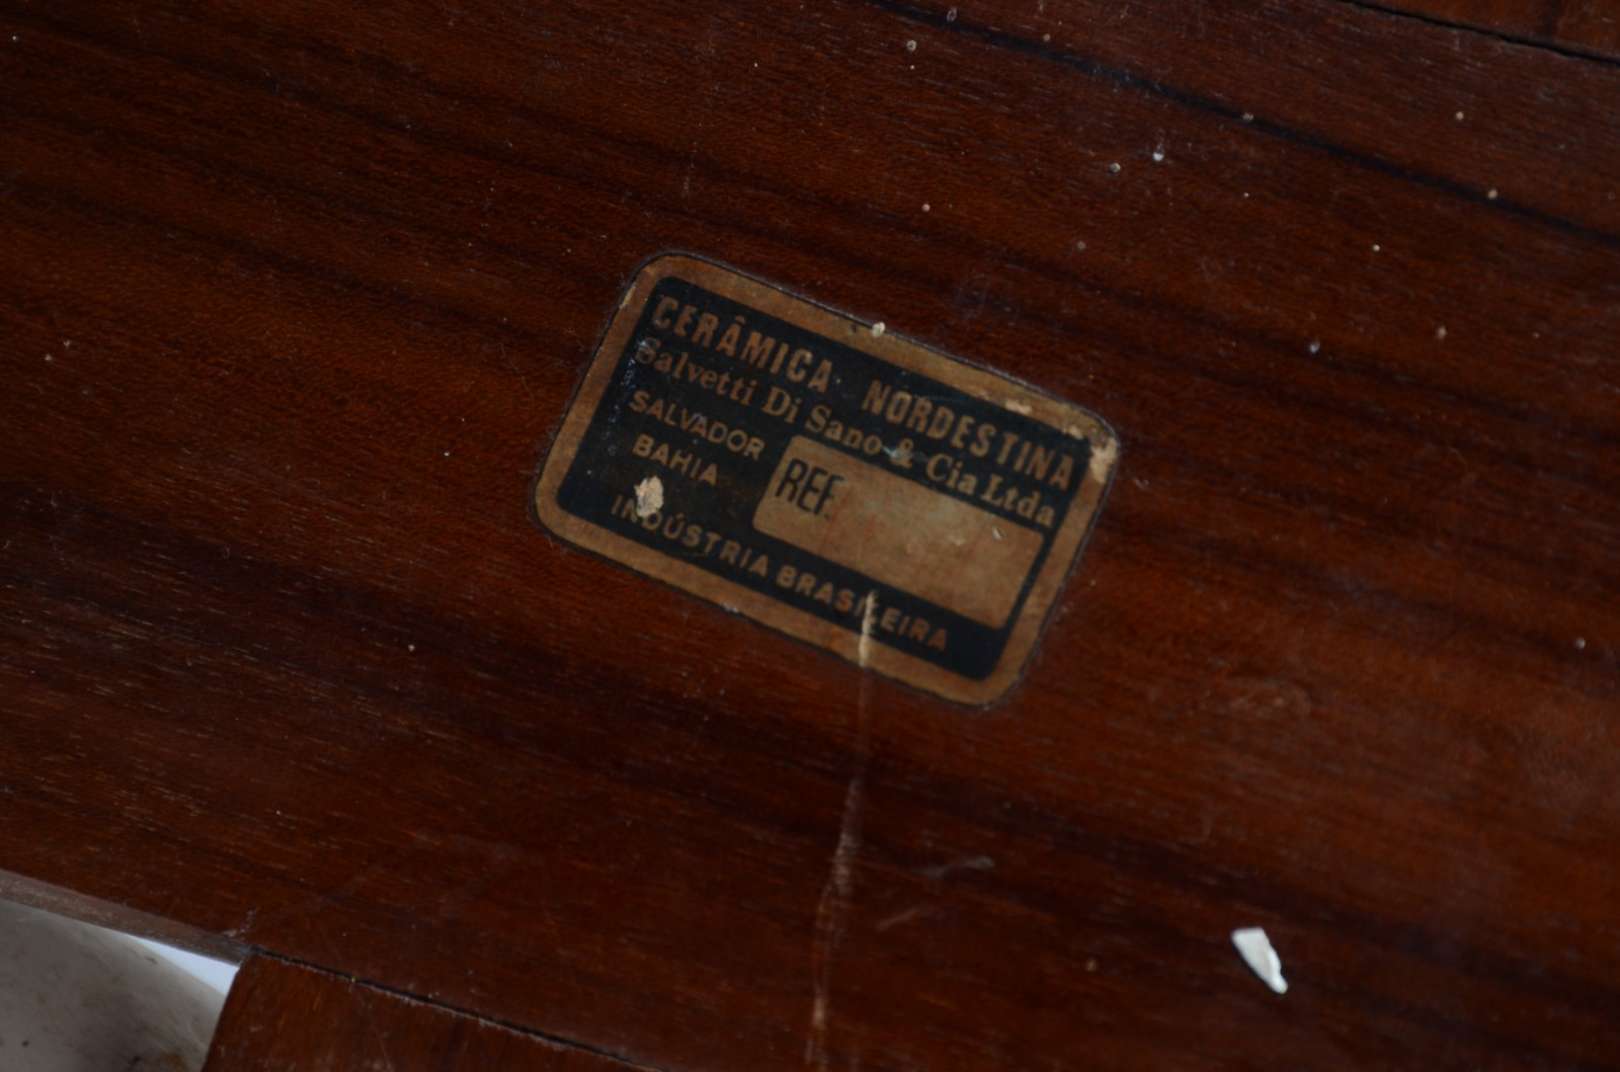 CERÂMICA NORDESTINA
Salvetti Di Sano & Cia Ltda
SALVADOR
BAHIA
REF.
INDÚSTRIA BRASILEIRA